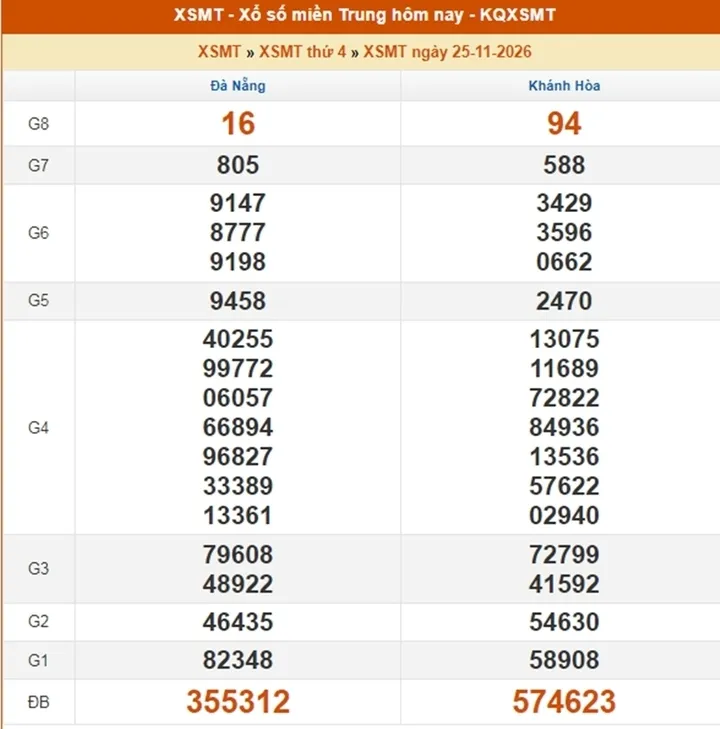 XSMT - Xổ số miền Trung hôm nay - KQXSMT
XSMT » XSMT thứ 4 » XSMT ngày 25-11-2026
Đà Nẵng Khánh Hòa
G8 16 94
G7 805 588
9147 3429
G6 8777 3596
9198 0662
G5 9458 2470
40255 13075
99772 11689
06057 72822
G4 66894 84936
96827 13536
33389 57622
13361 02940
G3 79608 72799
48922 41592
G2 46435 54630
G1 82348 58908
ĐB 355312 574623